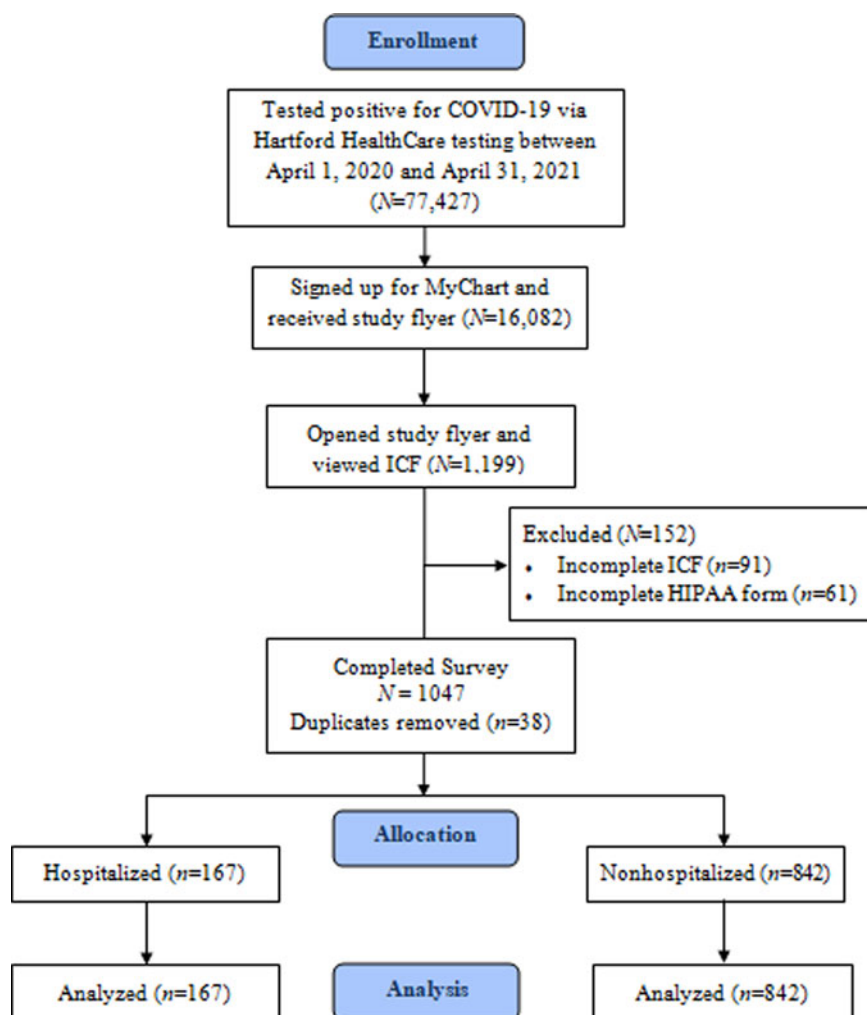 Enrollment
Tested positive for COVID-19 via
Hartford HealthCare testing between
April 1, 2020 and April 31, 2021
(N=77,427)
Signed up for MyChart and
received study flyer (N=16,082)
Opened study flyer and
viewed ICF (N=1,199)
Excluded (N=152)
• Incomplete ICF (n=91)
• Incomplete HIPAA form (n=61)
Completed Survey
N = 1047
Duplicates removed (n=38)
Allocation
Hospitalized (n=167)
Nonhospitalized (n=842)
Analyzed (n=167)
Analysis
Analyzed (n=842)